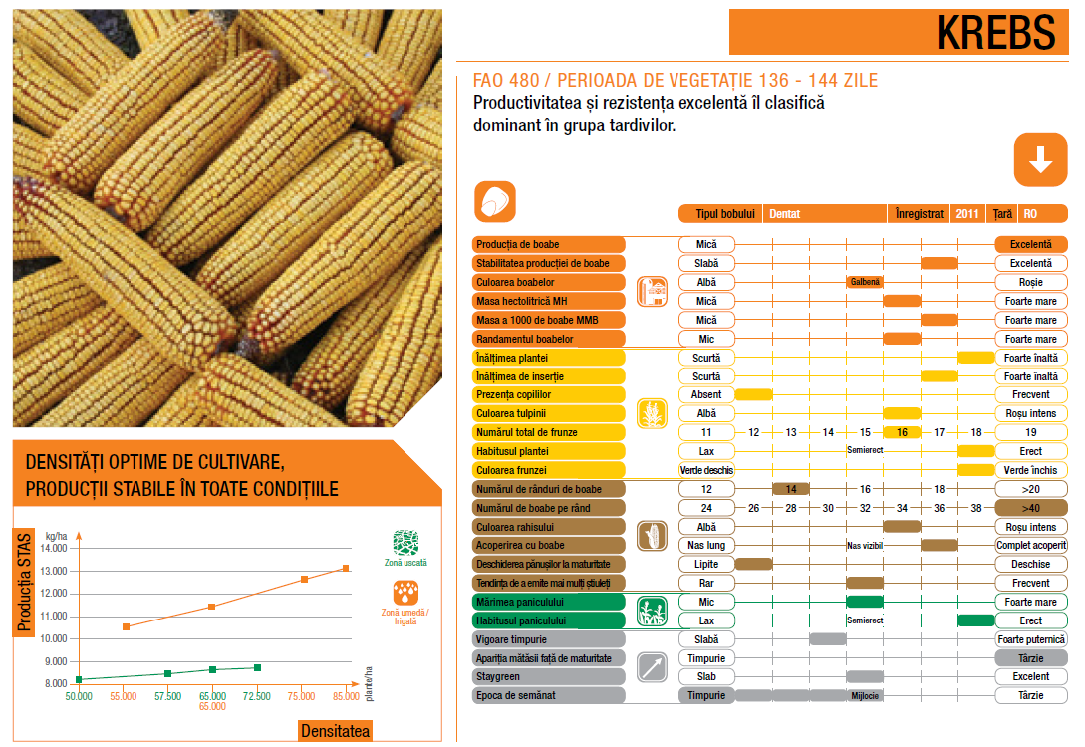 KREBS
FAO 480 / PERIOADA DE VEGETAȚIE 136 - 144 ZILE
Productivitatea și rezistența excelentă îl clasifică
dominant în grupa tardivilor.
Tipul bobului Dentat Înregistrat 2011 Țară RO
Producția de boabe Mică Excelentă
Stabilitatea producției de boabe Slabă Excelentă
Culoarea boabelor Albă Galbenă Roșie
Masa hectolitrică MH Mică Foarte mare
Masa a 1000 de boabe MMB Mică Foarte mare
Randamentul boabelor Mic Foarte mare
Înălțimea plantei Scurtă Foarte înaltă
Înălțimea de inserție Scurtă Foarte înaltă
Prezența copililor Absent Frecvent
Culoarea tulpinii Albă Roșu intens
Numărul total de frunze 11 12 13 14 15 16 17 18 19
Habitusul plantei Lax Semierect Erect
Culoarea frunzei Verde deschis Verde închis
Numărul de rânduri de boabe 12 14 16 18 >20
Numărul de boabe pe rând 24 26 28 30 32 34 36 38 >40
Culoarea rahisului Albă Roșu intens
Acoperirea cu boabe Nas lung Nas vizibil Complet acoperit
Deschiderea pănușilor la maturitate Lipite Deschise
Tendința de a emite mai mulți știuleți Rar Frecvent
Mărimea paniculului Mic Foarte mare
Habitusul paniculului Lax Semierect Erect
Vigoare timpurie Slabă Foarte puternică
Apariția mătăsii față de maturitate Timpurie Târzie
Staygreen Slab Excelent
Epoca de semănat Timpurie Mijlocie Târzie
DENSITĂȚI OPTIME DE CULTIVARE,
PRODUCȚII STABILE ÎN TOATE CONDIȚIILE
Producția STAS
kg/ha
14.000
13.000
12.000
11.000
10.000
9.000
8.000
50.000 55.000 57.500 65.000 72.500 75.000 85.000
65.000
plante/ha
Zonă uscată
Zonă umedă /
Irigată
Densitatea